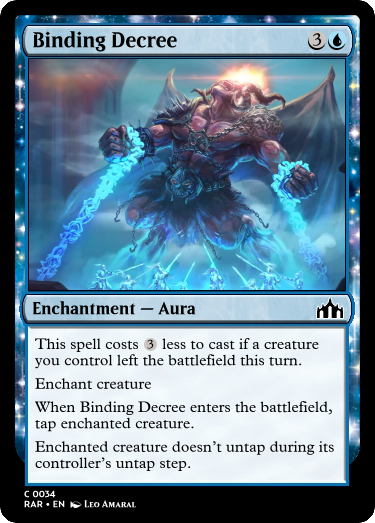 Binding Decree 3
Enchantment — Aura
This spell costs 3 less to cast if a creature
you control left the battlefield this turn.
Enchant creature
When Binding Decree enters the battlefield,
tap enchanted creature.
Enchanted creature doesn't untap during its
controller's untap step.
C 0034
RAR • EN Leo Amaral